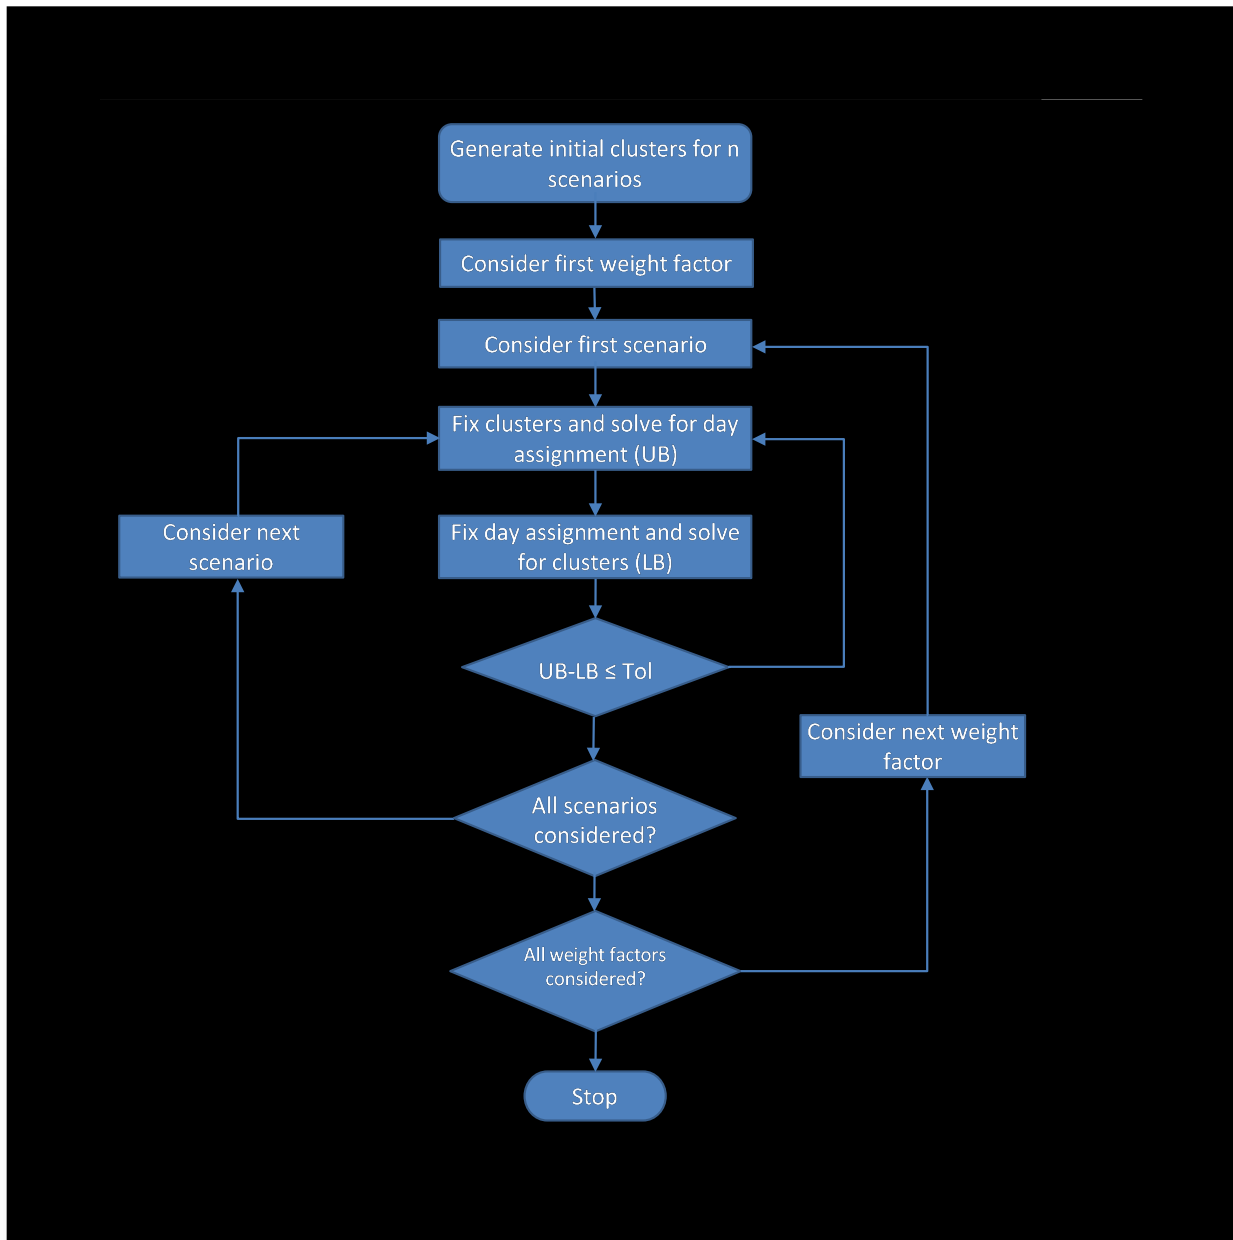 Generate initial clusters for n
scenarios
Consider first weight factor
Consider first scenario
Fix clusters and solve for day
assignment (UB)
Consider next
scenario
Fix day assignment and solve
for clusters (LB)
UB-LB ≤ Tol
Consider next weight
factor
All scenarios
considered?
All weight factors
considered?
Stop